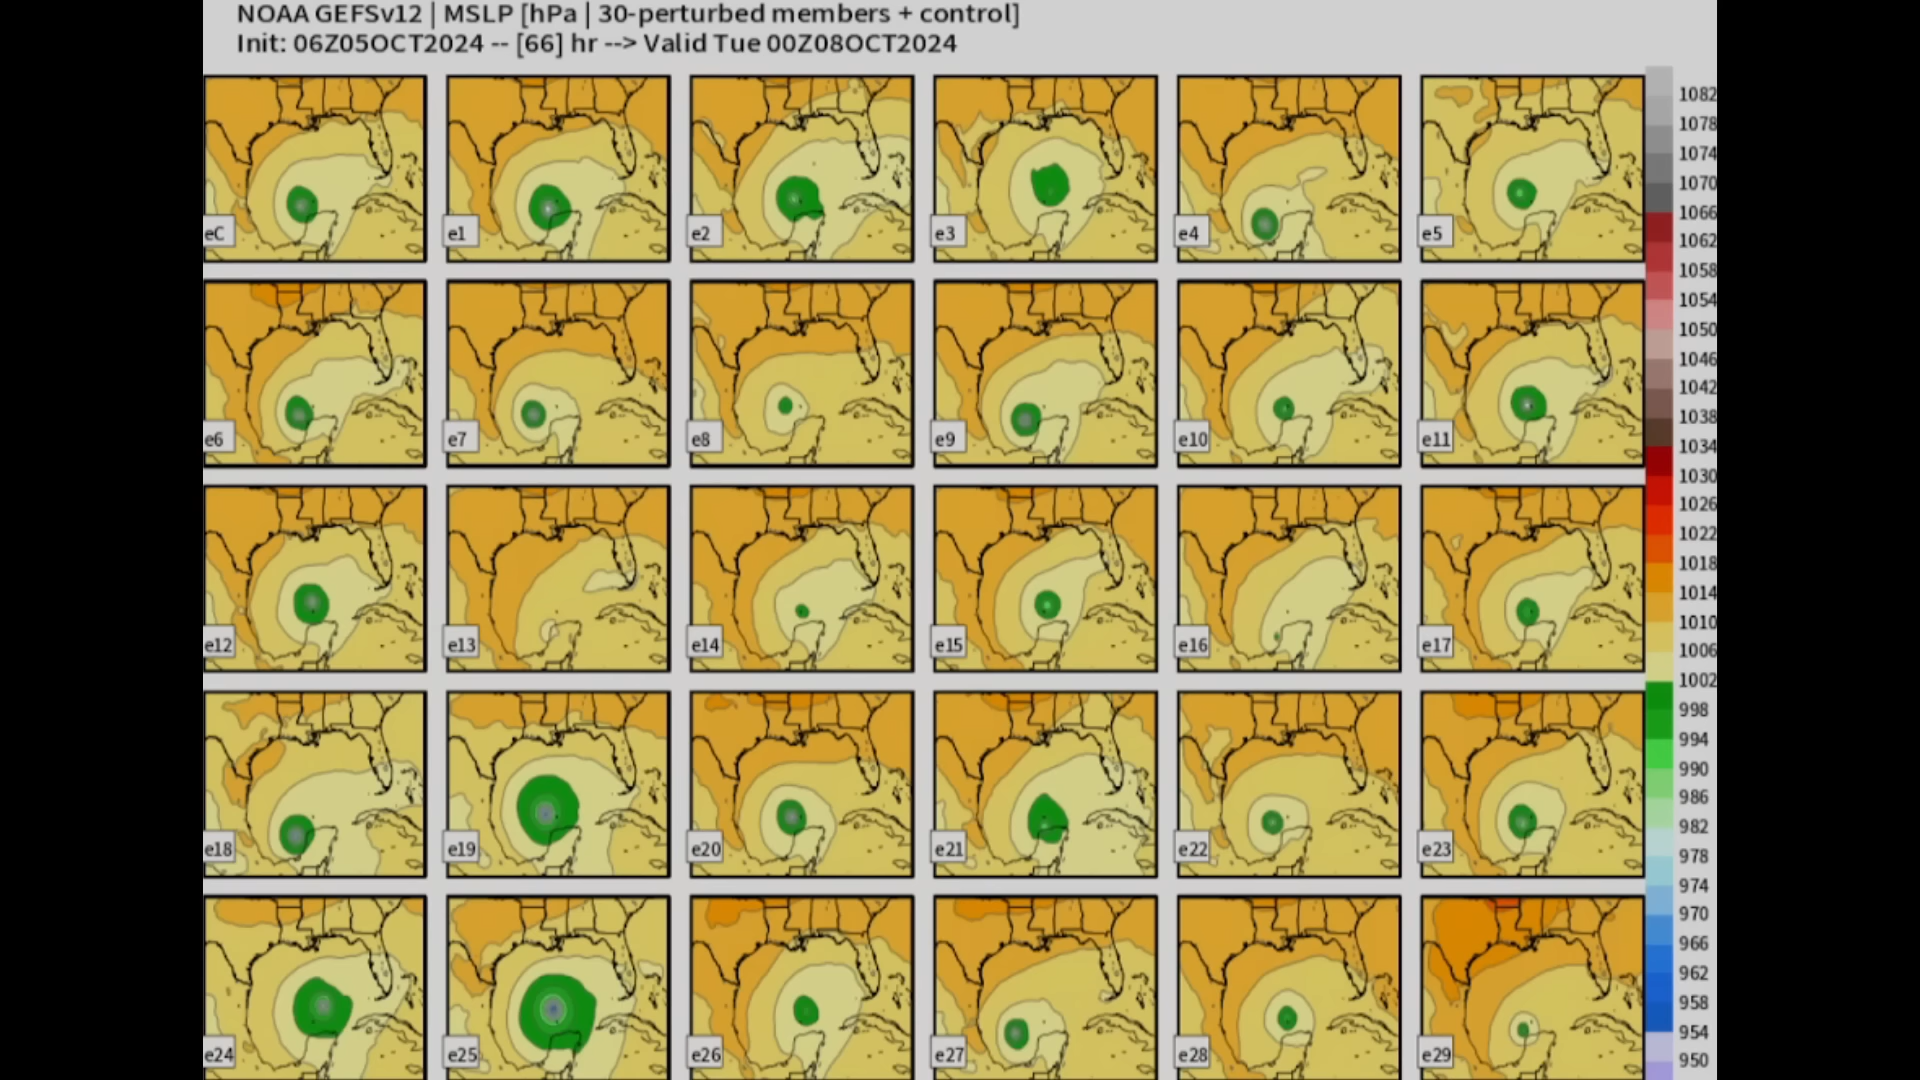 NOAA GEFSv12 | MSLP [hPa | 30-perturbed members + control]
Init: 06Z05OCT2024 -- [66] hr --> Valid Tue 00Z08OCT2024
eC
e1
e2
e3
e4
e5
e6
e7
e8
e9
e10
e11
e12
e13
e14
e15
e16
e17
e18
e19
e20
e21
e22
e23
e24
e25
e26
e27
e28
e29
1082
1078
1074
1070
1066
1062
1058
1054
1050
1046
1042
1038
1034
1030
1026
1022
1018
1014
1010
1006
1002
998
994
990
986
982
978
974
970
966
962
958
954
950